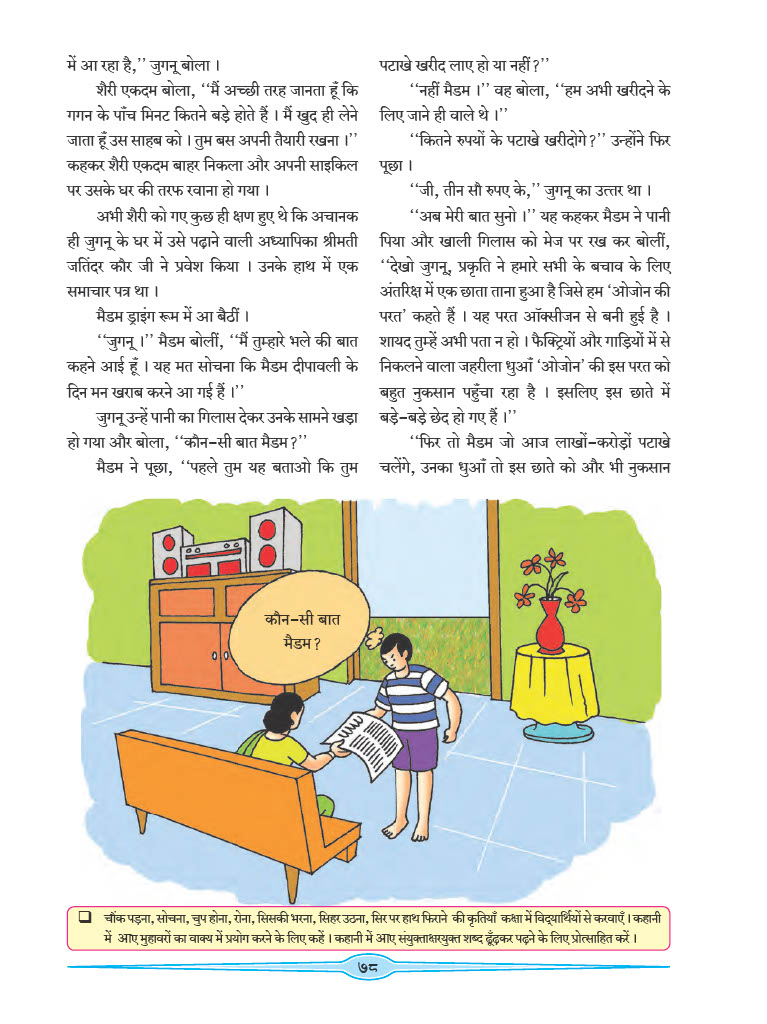 में आ रहा है,’’ जुगनू बोला ।
शैरी एकदम बोला, ‘‘मैं अच्छी तरह जानता हूँ कि
गगन के पाँच मिनट कितने बड़े होते हैं । मैं खुद ही लेने
जाता हूँ उस साहब को । तुम बस अपनी तैयारी रखना ।’’
कहकर शैरी एकदम बाहर निकला और अपनी साइकिल
पर उसके घर की तरफ रवाना हो गया ।
अभी शैरी को गए कुछ ही क्षण हुए थे कि अचानक
ही जुगनू के घर में उसे पढ़ाने वाली अध्यापिका श्रीमती
जतिंदर कौर जी ने प्रवेश किया । उनके हाथ में एक
समाचार पत्र था ।
मैडम ड्राइंग रूम में आ बैठीं ।
‘‘जुगनू ।’’ मैडम बोलीं, ‘‘मैं तुम्हारे भले की बात
कहने आई हूँ । यह मत सोचना कि मैडम दीपावली के
दिन मन खराब करने आ गई हैं ।’’
जुगनू उन्हें पानी का गिलास देकर उनके सामने खड़ा
हो गया और बोला, ‘‘कौन-सी बात मैडम ?’’
मैडम ने पूछा, ‘‘पहले तुम यह बताओ कि तुम
पटाखे खरीद लाए हो या नहीं ?’’
‘‘नहीं मैडम ।’’ वह बोला, ‘‘हम अभी खरीदने के
लिए जाने ही वाले थे ।’’
‘‘कितने रुपयों के पटाखे खरीदोगे ?’’ उन्होंने फिर
पूछा ।
‘‘जी, तीन सौ रुपए के,’’ जुगनू का उत्तर था ।
‘‘अब मेरी बात सुनो ।’’ यह कहकर मैडम ने पानी
पिया और खाली गिलास को मेज पर रख कर बोलीं,
‘‘देखो जुगनू, प्रकृति ने हमारे सभी के बचाव के लिए
अंतरिक्ष में एक छाता ताना हुआ है जिसे हम ‘ओजोन की
परत’ कहते हैं । यह परत ऑक्सीजन से बनी हुई है ।
शायद तुम्हें अभी पता न हो । फैक्ट्रियों और गाड़ियों में से
निकलने वाला जहरीला धुआँ ‘ओजोन’ की इस परत को
बहुत नुकसान पहुँचा रहा है । इसलिए इस छाते में
बड़े-बड़े छेद हो गए हैं ।’’
‘‘फिर तो मैडम जो आज लाखों-करोड़ों पटाखे
चलेंगे, उनका धुआँ तो इस छाते को और भी नुकसान
कौन-सी बात
मैडम ?
❑ चौंक पड़ना, सोचना, चुप होना, रोना, सिसकी भरना, सिहर उठना, सिर पर हाथ फिराने की कृतियाँ कक्षा में विद्‌यार्थियों से करवाएँ । कहानी
में आए मुहावरों का वाक्य में प्रयोग करने के लिए कहें । कहानी में आए संयुक्ताक्षरयुक्त शब्द ढूँढ़कर पढ़ने के लिए प्रोत्साहित करें ।
७८